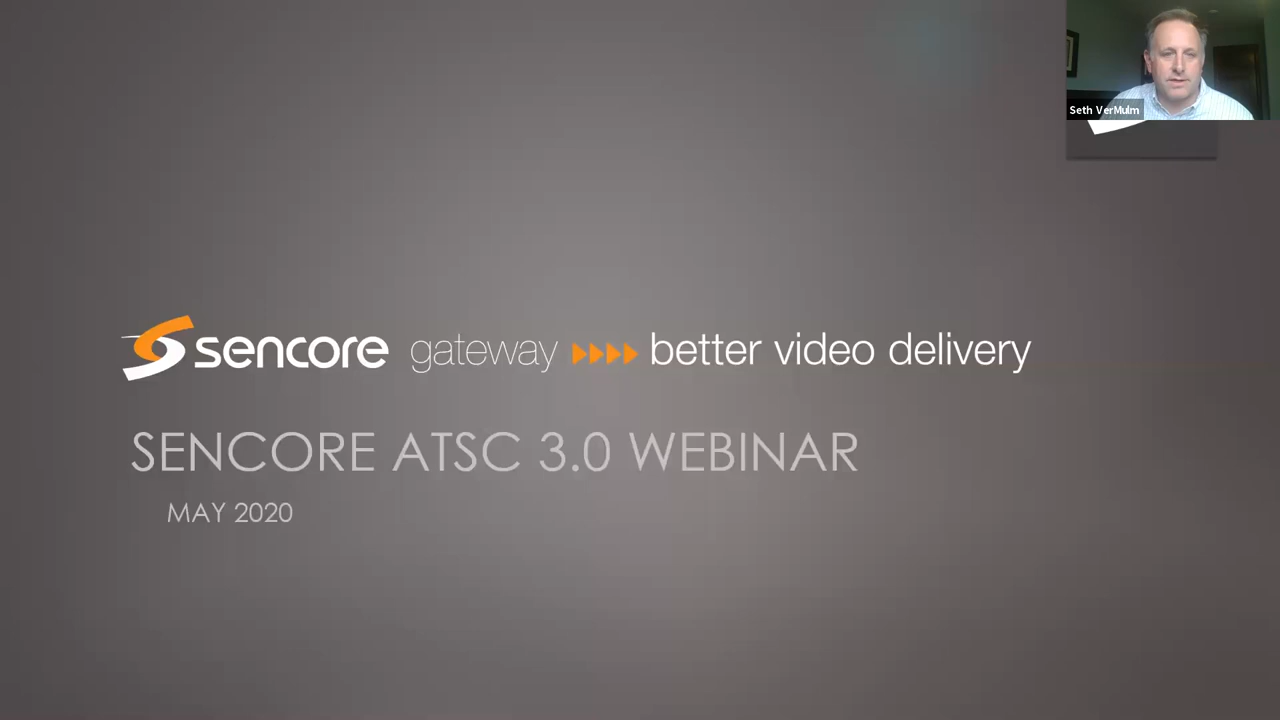 Seth VerMulm
sencore gateway better video delivery
SENCORE ATSC 3.0 WEBINAR
MAY 2020